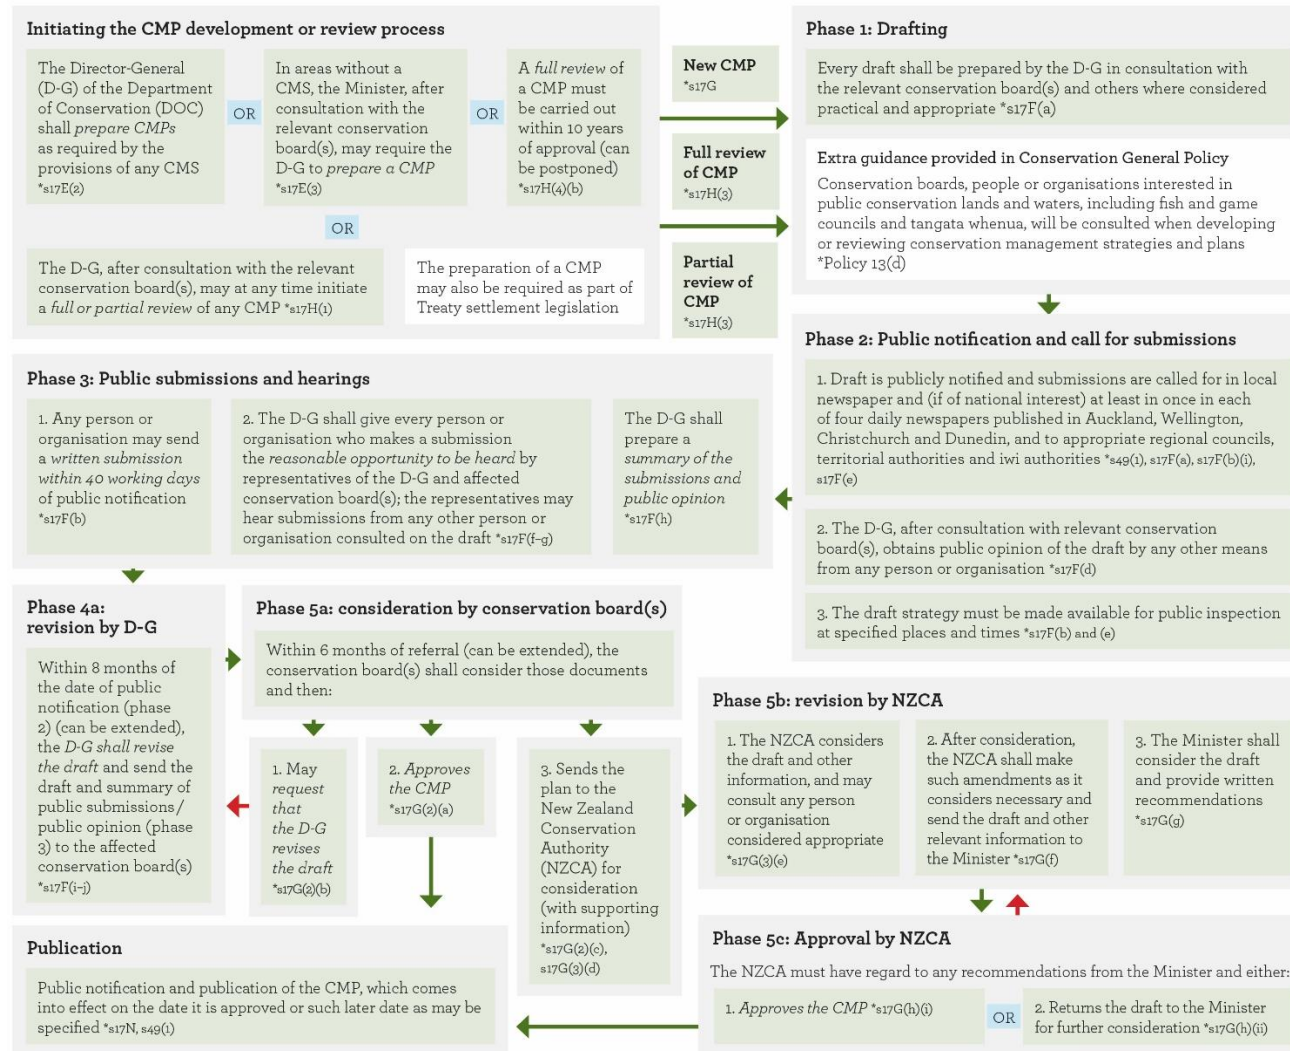 Initiating the CMP development or review process
The Director-General
(D-G) of the Department
of Conservation (DOC)
shall prepare CMPs
as required by the
provisions of any CMS
*s17E(2)
OR
In areas without a
CMS, the Minister, after
consultation with the
relevant conservation
board(s), may require the
D-G to prepare a CMP
*s17E(3)
OR
A full review of
a CMP must
be carried out
within 10 years
of approval (can
be postponed)
*s17H(4)(b)
OR
The D-G, after consultation with the relevant
conservation board(s), may at any time initiate
a full or partial review of any CMP *s17H(1)
The preparation of a CMP
may also be required as part of
Treaty settlement legislation
New CMP
*s17G
Full review
of CMP
*s17H(3)
Partial
review of
CMP
*s17H(3)
Phase 1: Drafting
Every draft shall be prepared by the D-G in consultation with
the relevant conservation board(s) and others where considered
practical and appropriate *s17F(a)
Extra guidance provided in Conservation General Policy
Conservation boards, people or organisations interested in
public conservation lands and waters, including fish and game
councils and tangata whenua, will be consulted when developing
or reviewing conservation management strategies and plans
*Policy 13(d)
Phase 2: Public notification and call for submissions
1. Draft is publicly notified and submissions are called for in local
newspaper and (if of national interest) at least in once in each
of four daily newspapers published in Auckland, Wellington,
Christchurch and Dunedin, and to appropriate regional councils,
territorial authorities and iwi authorities *s49(1), s17F(a), s17F(b)(i),
s17F(e)
2. The D-G, after consultation with relevant conservation
board(s), obtains public opinion of the draft by any other means
from any person or organisation *s17F(d)
3. The draft strategy must be made available for public inspection
at specified places and times *s17F(b) and (e)
Phase 3: Public submissions and hearings
1. Any person or
organisation may send
a written submission
within 40 working days
of public notification
*s17F(b)
2. The D-G shall give every person or
organisation who makes a submission
the reasonable opportunity to be heard by
representatives of the D-G and affected
conservation board(s); the representatives may
hear submissions from any other person or
organisation consulted on the draft *s17F(f–g)
The D-G shall
prepare a
summary of the
submissions and
public opinion
*s17F(h)
Phase 4a:
revision by D-G
Within 8 months of
the date of public
notification (phase
2) (can be extended),
the D-G shall revise
the draft and send the
draft and summary of
public submissions/
public opinion (phase
3) to the affected
conservation board(s)
*s17F(i–j)
Phase 5a: consideration by conservation board(s)
Within 6 months of referral (can be extended), the
conservation board(s) shall consider those documents
and then:
1. May
request
that
the D-G
revises
the draft
*s17G(2)(b)
2. Approves
the CMP
*s17G(2)(a)
3. Sends the
plan to the
New Zealand
Conservation
Authority
(NZCA) for
consideration
(with supporting
information)
*s17G(2)(c),
s17G(3)(d)
Phase 5b: revision by NZCA
1. The NZCA considers
the draft and other
information, and may
consult any person
or organisation
considered appropriate
*s17G(3)(e)
2. After consideration,
the NZCA shall make
such amendments as it
considers necessary and
send the draft and other
relevant information to
the Minister *s17G(f)
3. The Minister shall
consider the draft
and provide written
recommendations
*s17G(g)
Phase 5c: Approval by NZCA
The NZCA must have regard to any recommendations from the Minister and either:
1. Approves the CMP *s17G(h)(i)
OR
2. Returns the draft to the Minister
for further consideration *s17G(h)(ii)
Publication
Public notification and publication of the CMP, which comes
into effect on the date it is approved or such later date as may be
specified *s17N, s49(1)